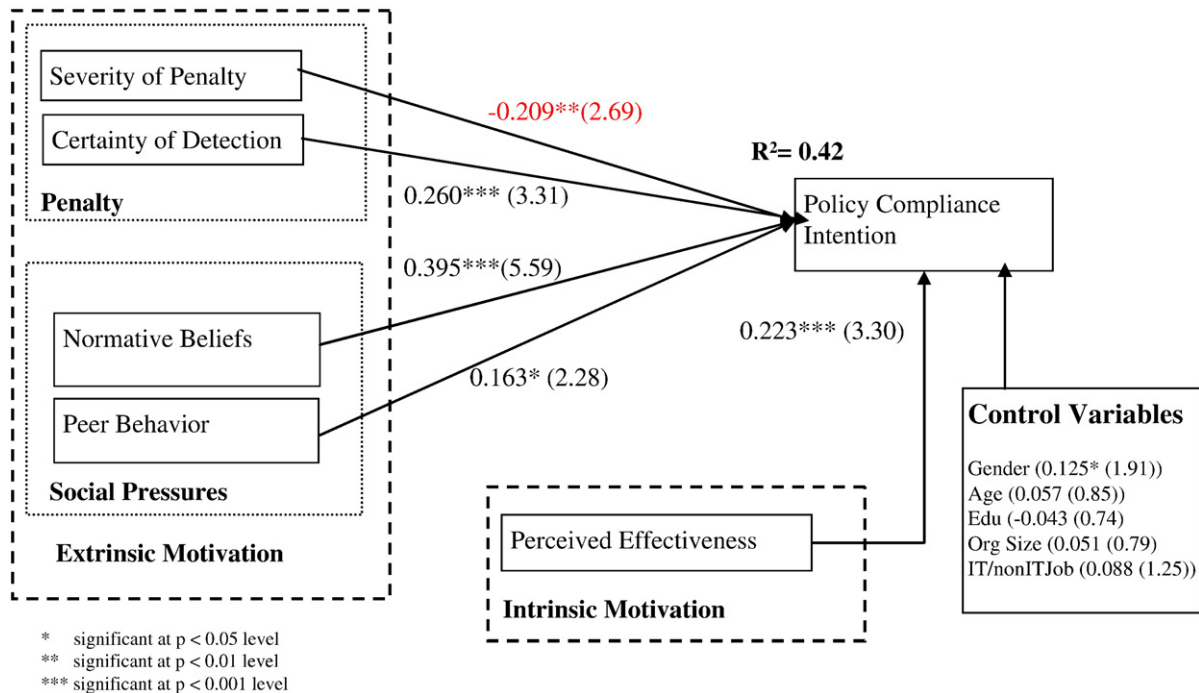 Severity of Penalty
Certainty of Detection
Penalty
Normative Beliefs
Peer Behavior
Social Pressures
Extrinsic Motivation
-0.209**(2.69)
0.260*** (3.31)
0.395***(5.59)
0.163* (2.28)
R²= 0.42
Policy Compliance
Intention
0.223*** (3.30)
Perceived Effectiveness
Intrinsic Motivation
Control Variables
Gender (0.125* (1.91))
Age (0.057 (0.85))
Edu (-0.043 (0.74)
Org Size (0.051 (0.79)
IT/nonITJob (0.088 (1.25))
* significant at p < 0.05 level
** significant at p < 0.01 level
*** significant at p < 0.001 level